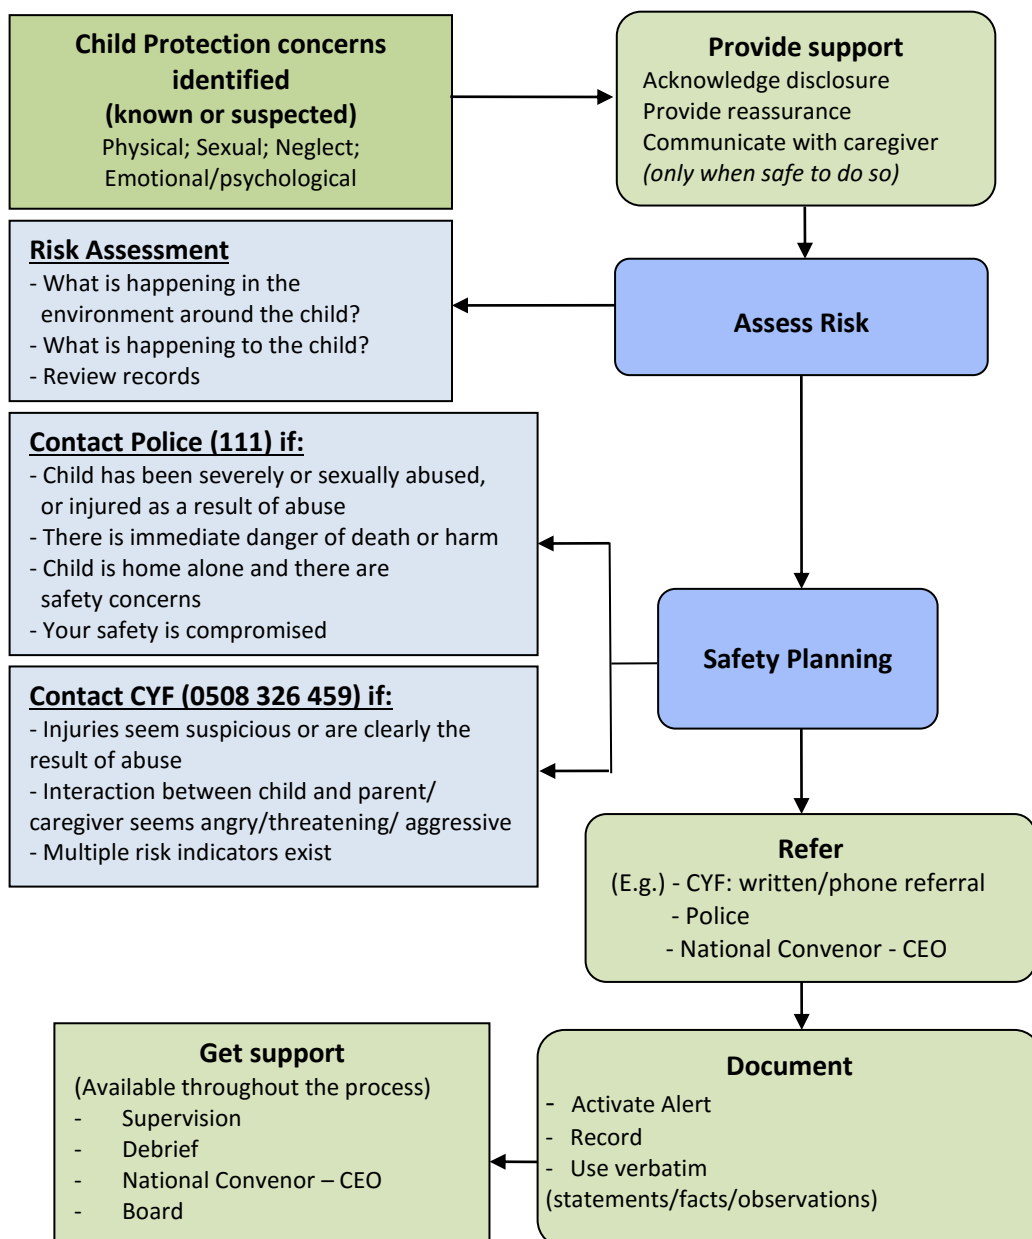 Child Protection concerns
identified
(known or suspected)
Physical; Sexual; Neglect;
Emotional/psychological
Provide support
Acknowledge disclosure
Provide reassurance
Communicate with caregiver
(only when safe to do so)
Risk Assessment
- What is happening in the
environment around the child?
- What is happening to the child?
- Review records
Assess Risk
Contact Police (111) if:
- Child has been severely or sexually abused,
or injured as a result of abuse
- There is immediate danger of death or harm
- Child is home alone and there are
safety concerns
- Your safety is compromised
Safety Planning
Contact CYF (0508 326 459) if:
- Injuries seem suspicious or are clearly the
result of abuse
- Interaction between child and parent/
caregiver seems angry/threatening/ aggressive
- Multiple risk indicators exist
Refer
(E.g.) - CYF: written/phone referral
- Police
- National Convenor - CEO
Document
- Activate Alert
- Record
- Use verbatim
(statements/facts/observations)
Get support
(Available throughout the process)
- Supervision
- Debrief
- National Convenor – CEO
- Board